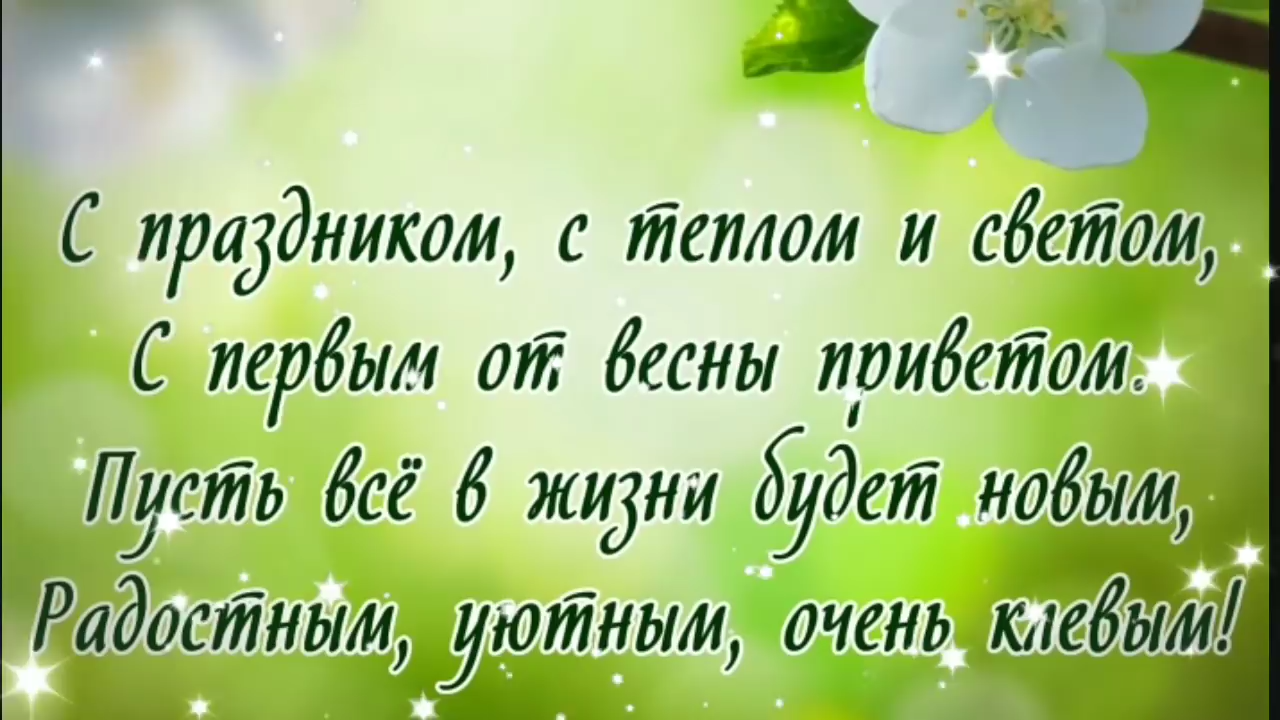 С праздником, с теплом и светом,
С первым от весны приветом.
Пусть всё в жизни будет новым,
Радостным, уютным, очень клевым!